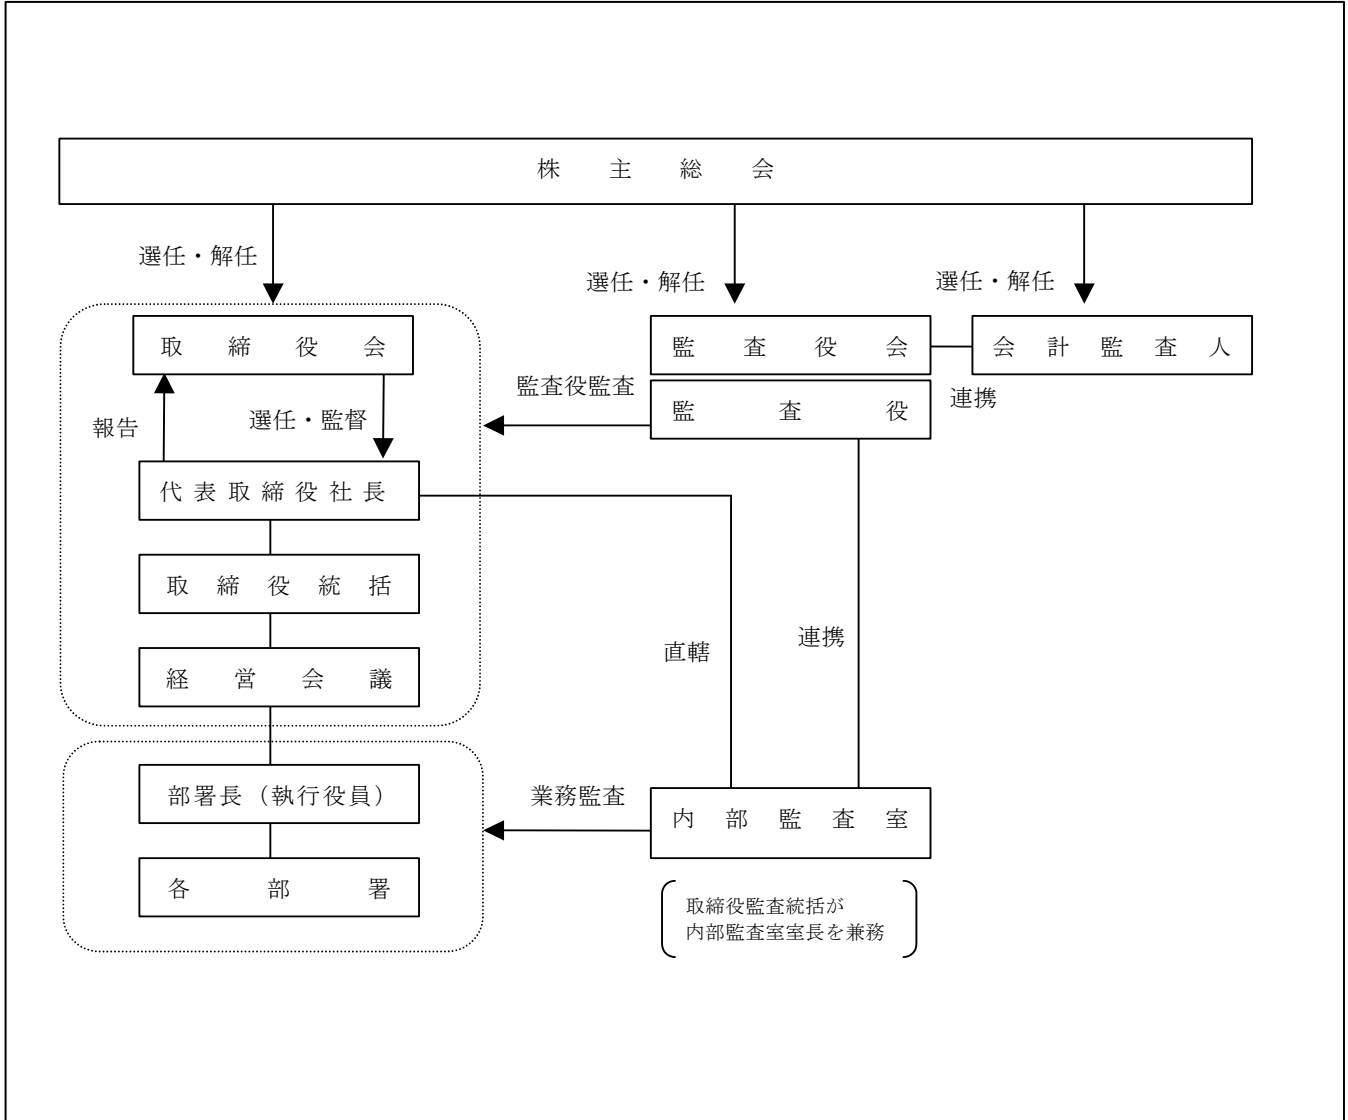 株主総会
選任・解任
選任・解任
選任・解任
取締役会
監査役会
会計監査人
監査役監査
連携
報告
選任・監督
監査役
代表取締役社長
取締役統括
直轄
連携
経営会議
部署長（執行役員）
業務監査
内部監査室
各部署
取締役監査統括が
内部監査室室長を兼務